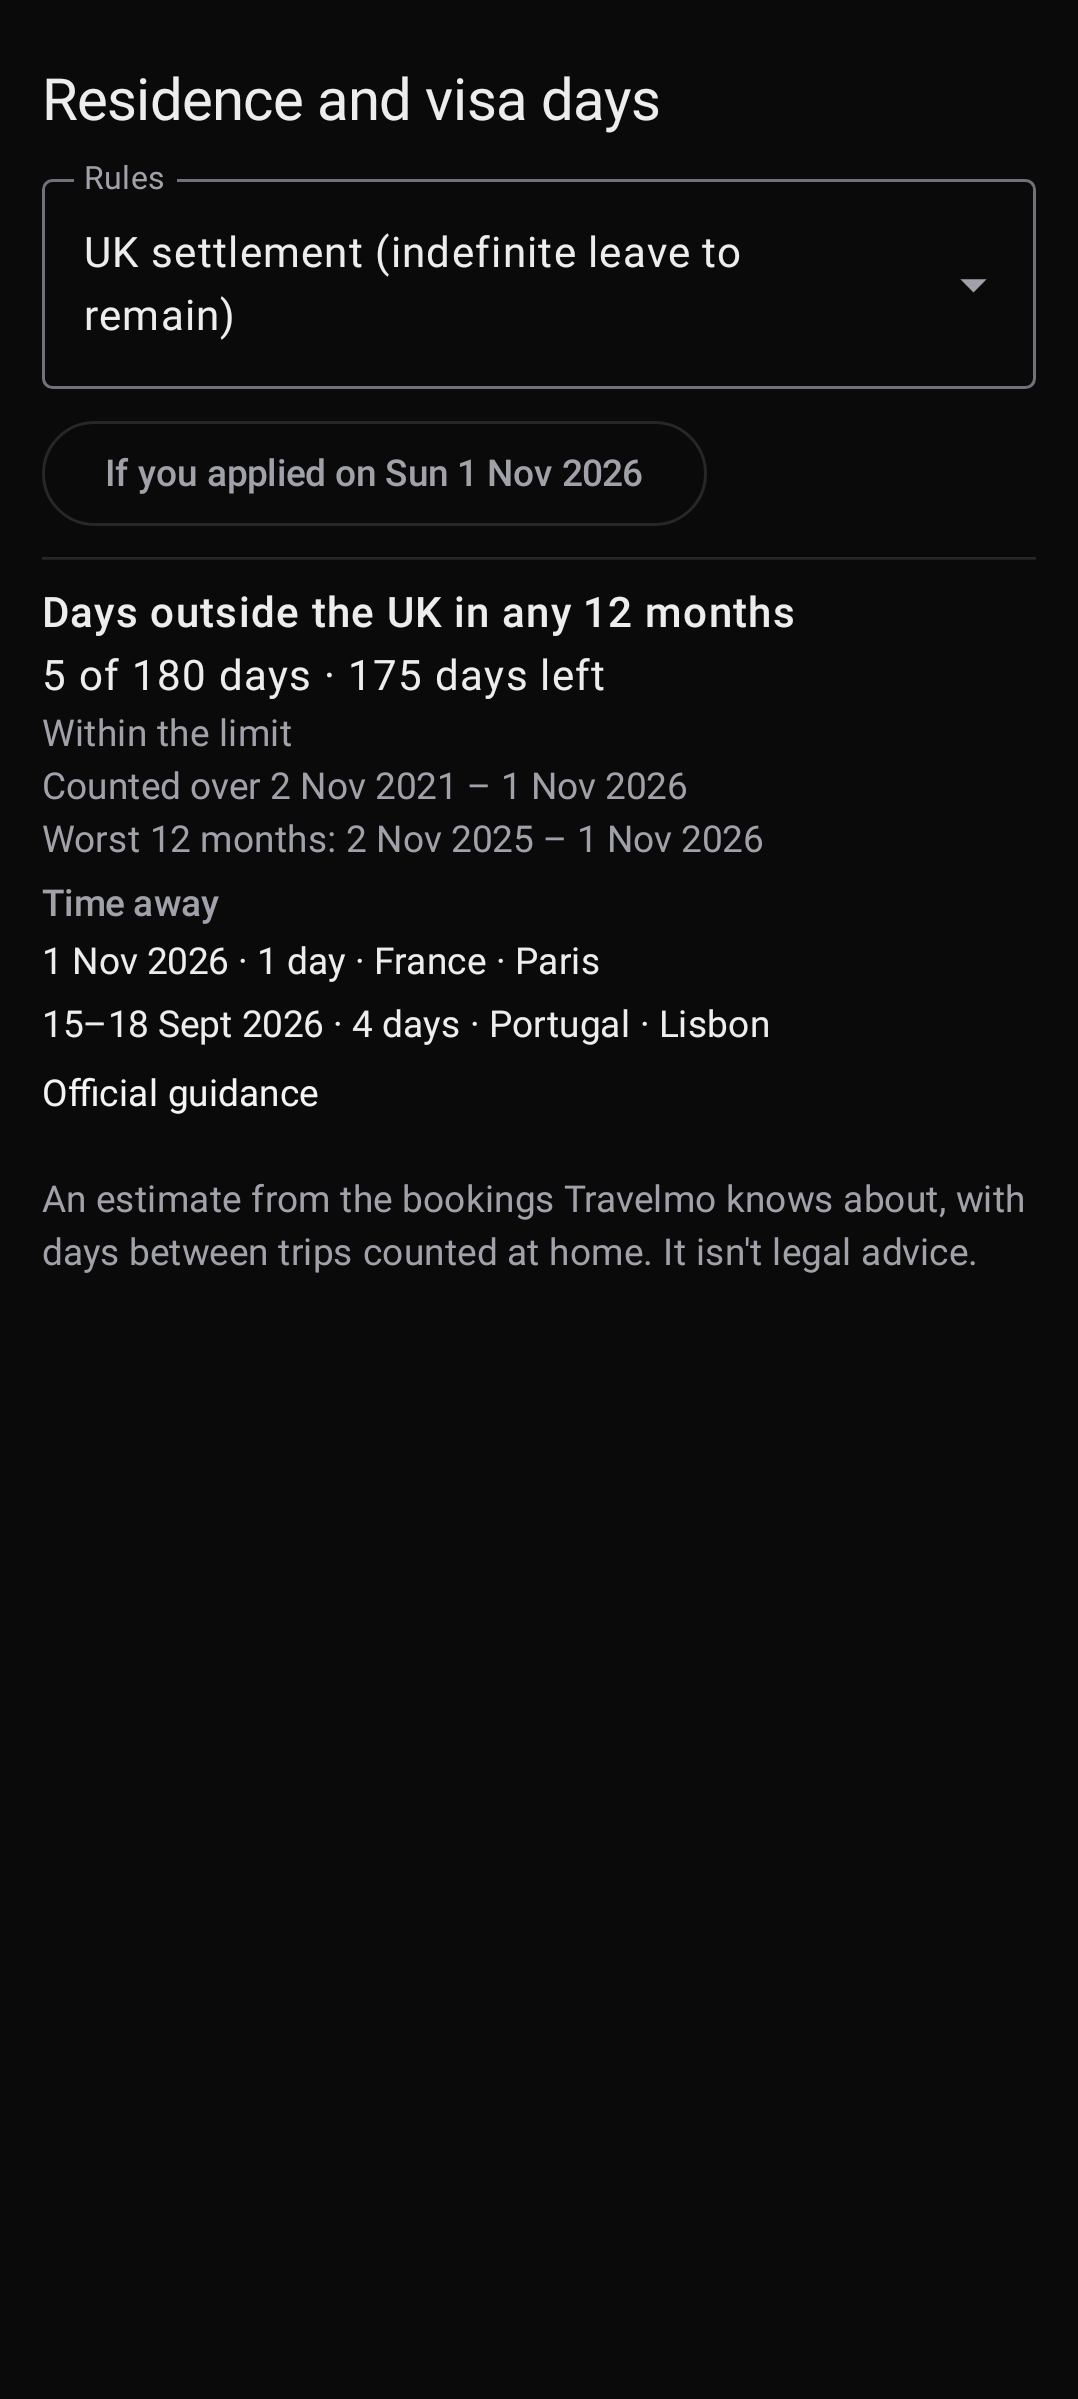 Residence and visa days
Rules
UK settlement (indefinite leave to
remain)
If you applied on Sun 1 Nov 2026
Days outside the UK in any 12 months
5 of 180 days · 175 days left
Within the limit
Counted over 2 Nov 2021 – 1 Nov 2026
Worst 12 months: 2 Nov 2025 – 1 Nov 2026
Time away
1 Nov 2026 · 1 day · France · Paris
15–18 Sept 2026 · 4 days · Portugal · Lisbon
Official guidance
An estimate from the bookings Travelmo knows about, with
days between trips counted at home. It isn't legal advice.